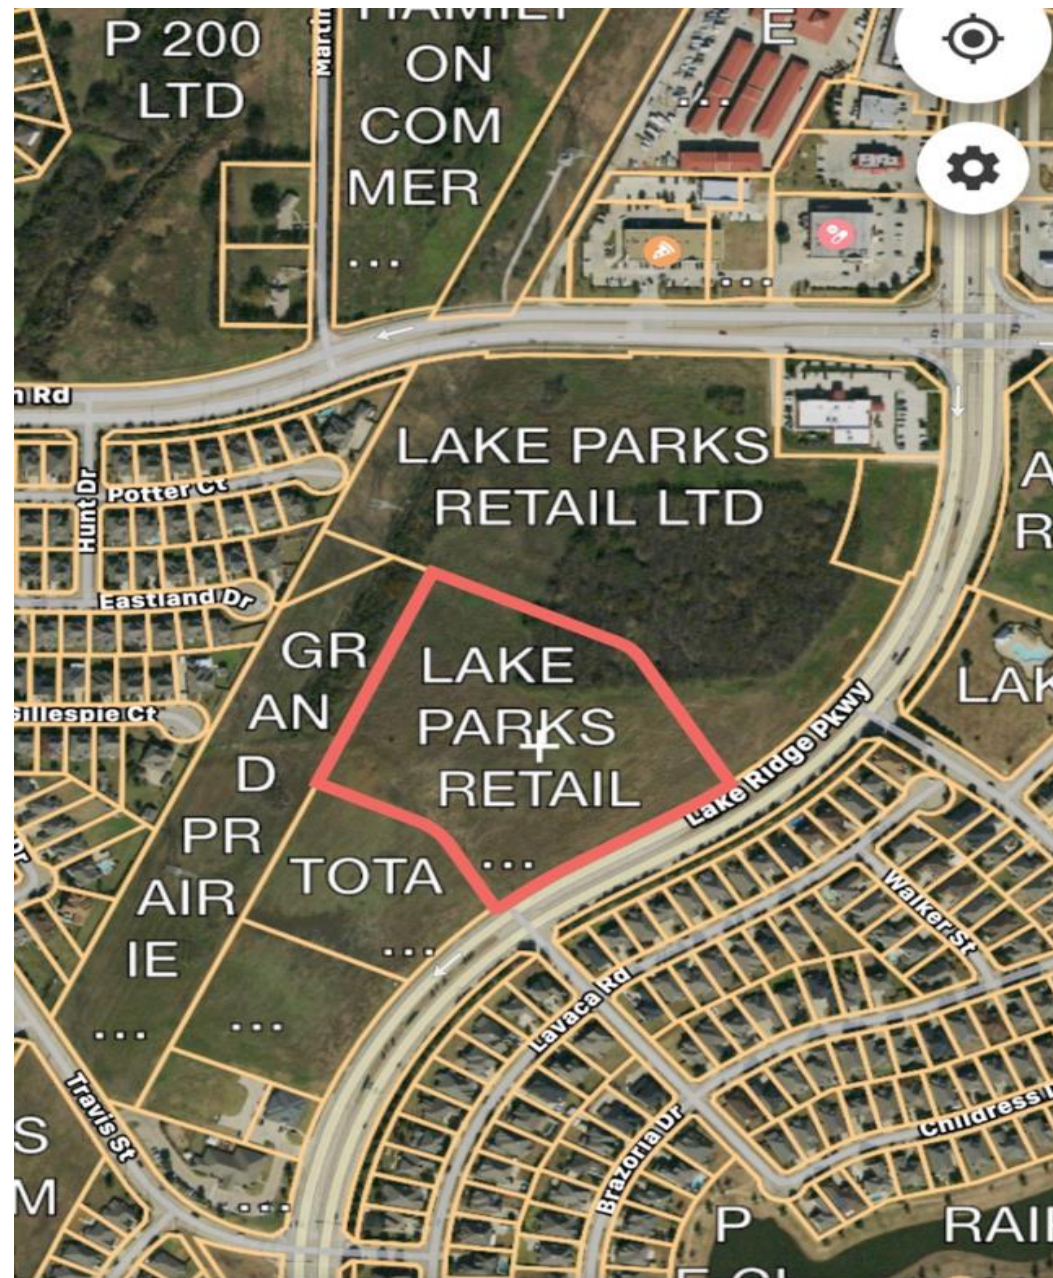 P 200
LTD
Martin
HAMILT
ON
COM
MER
...
E
...
...
n Rd
Hunt Dr
Potter Ct
Eastland Dr
Gillespie Ct
LAKE PARKS
RETAIL LTD
A
R
LAKE
PARKS
RETAIL
...
LAK
GR
AN
D
PR
AIR
IE
...
TOTA
...
...
Lake Ridge Pkwy
Dr
Walker St
Lavaca Rd
Travis St
Brazoria Dr
Childress
S
M
...
P
RAI